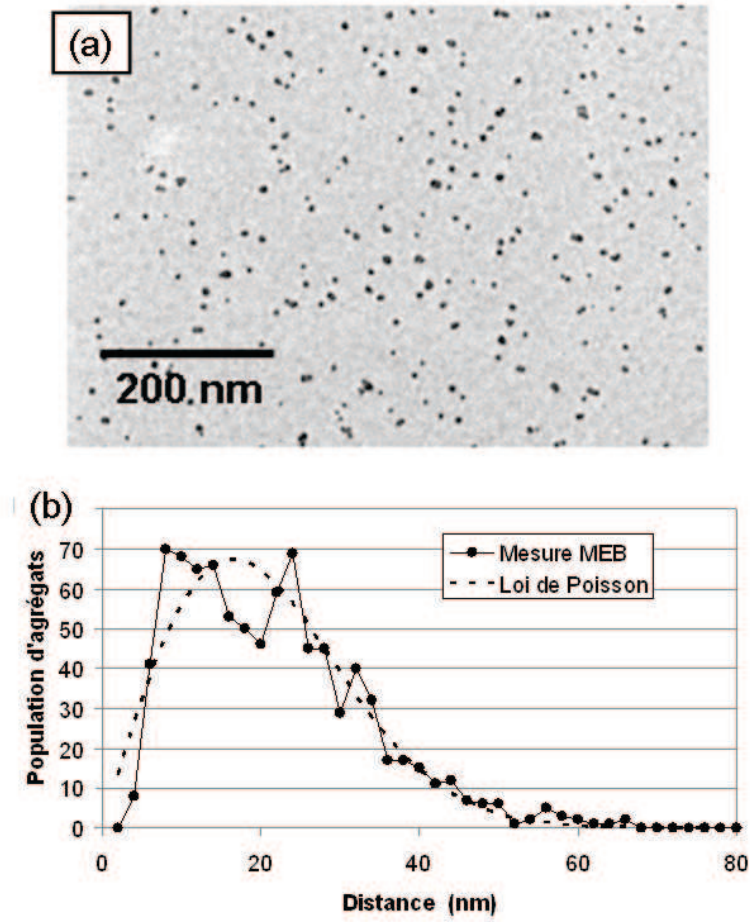 (a)
200 nm
(b)
Population d'agrégats
70
60
50
40
30
20
10
0
Mesure MEB
Loi de Poisson
0 20 40 60 80
Distance (nm)